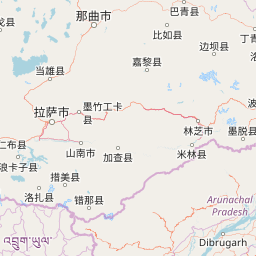 那曲市
巴青县
比如县
丁青
边坝县
嘉黎县
当雄县
墨竹工卡
县
拉萨市
林芝市
墨脱县
仁布县
山南市
加查县
米林县
浪卡子县
措美县
洛扎县
错那县
Arunachal
Pradesh
འབྲུག་ཡུལ
Dibrugarh